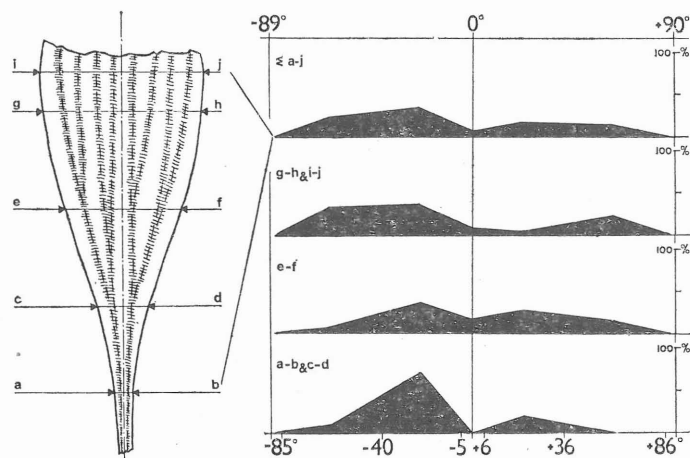 -89° 0° +90°
i j
g h
e f
c d
a b
≤ a-j
100 %
g-h&i-j
100 %
e-f
100 %
a-b&c-d
100 %
-85° -40 -5 +6 +36 +86°